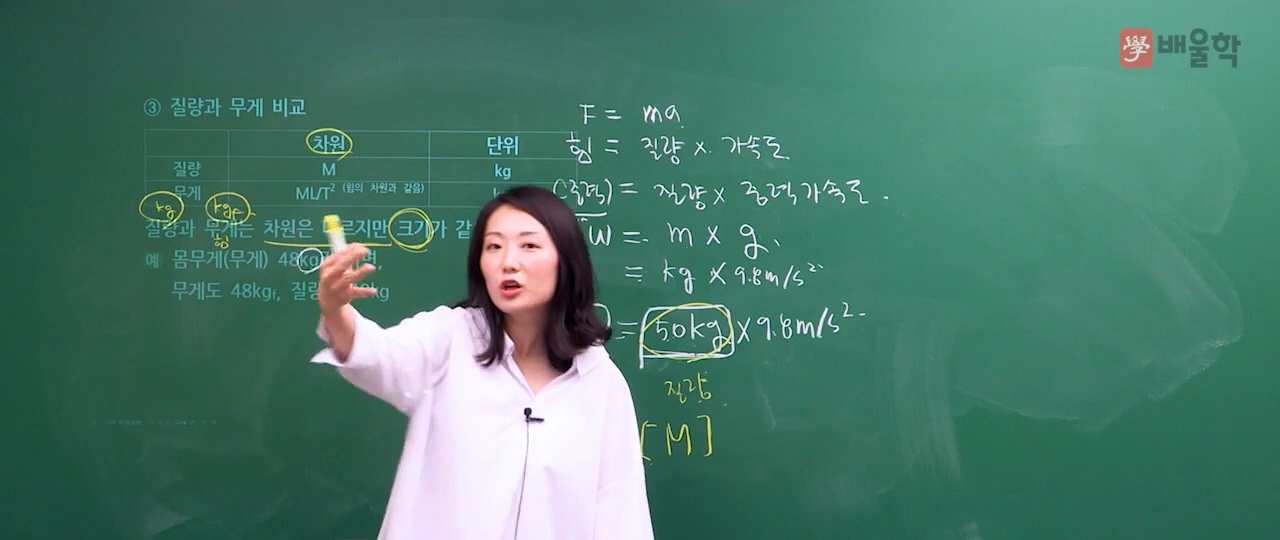 學 배울학
③ 질량과 무게 비교
차원 단위
질량 M kg
무게 ML/T² (힘의 차원과 같음)
kg kgf
질량과 무게는 차원은 르지만 크기가 같
힘
예 몸무게(무게) 48kg 면,
무게도 48kgf, 질량 kg
F = ma
힘 = 질량 × 가속도
(중력) = 질량 × 중력가속도.
W = m × g
= kg × 9.8m/s²
= 50kg × 9.8m/s²
질량
[M]